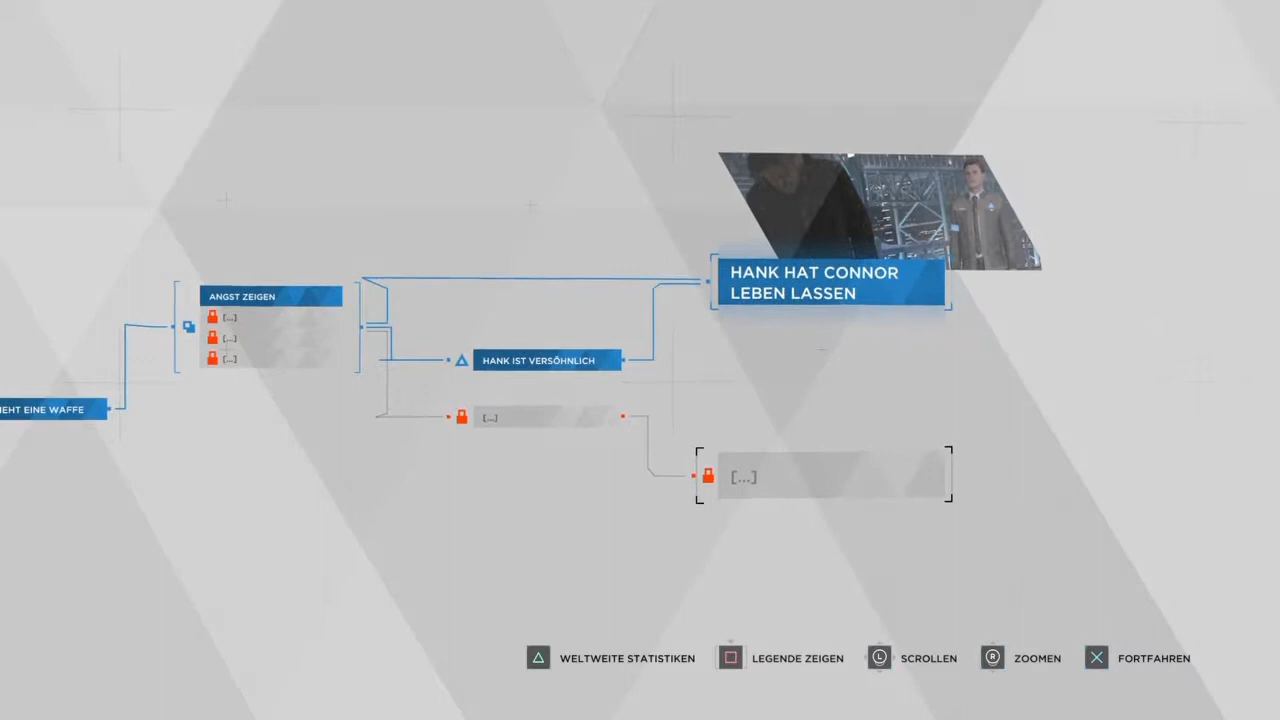 HANK HAT CONNOR
LEBEN LASSEN
ANGST ZEIGEN
[...]
[...]
[...]
HANK IST VERSÖHNLICH
EINE WAFFE
[...]
[...]
WELTWEITE STATISTIKEN
LEGENDE ZEIGEN
L
SCROLLEN
R
ZOOMEN
FORTFAHREN